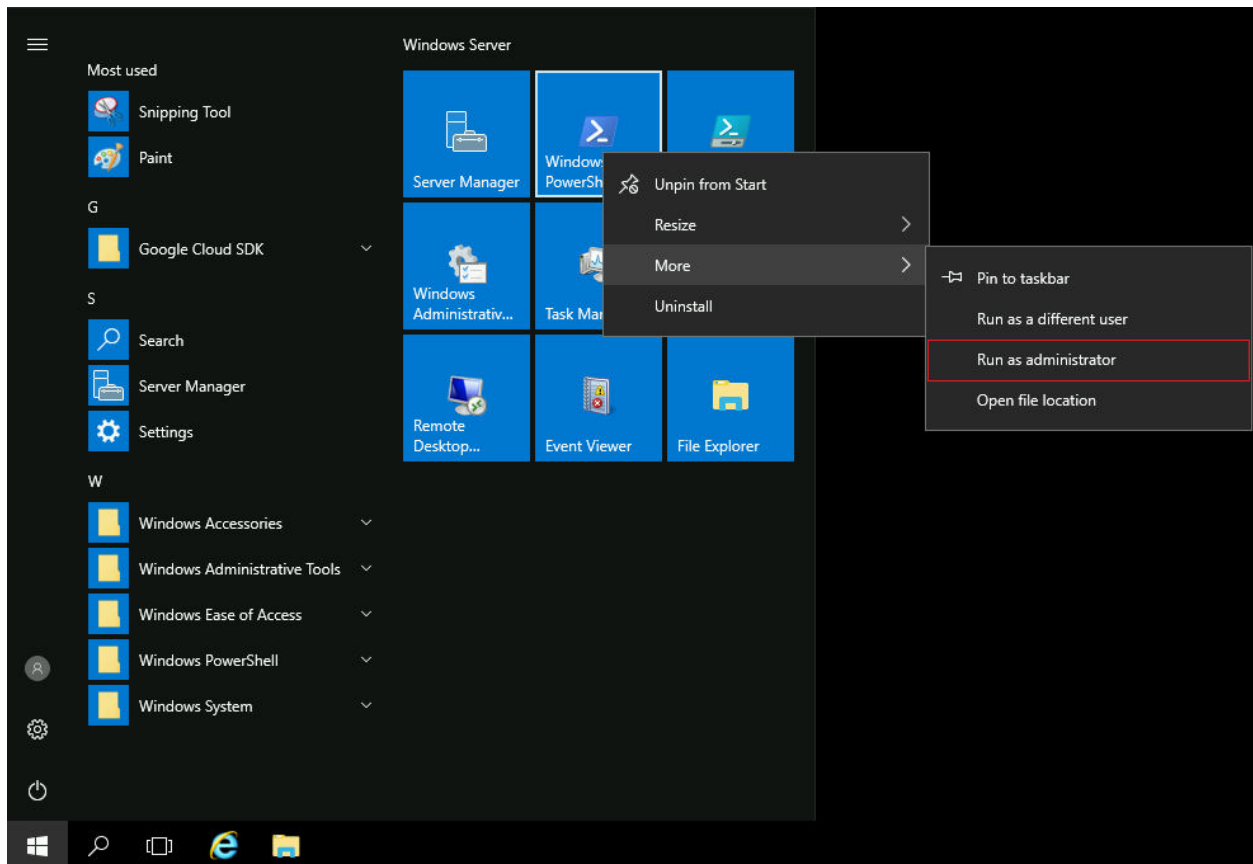 Most used
Snipping Tool
Paint
G
Google Cloud SDK
S
Search
Server Manager
Settings
W
Windows Accessories
Windows Administrative Tools
Windows Ease of Access
Windows PowerShell
Windows System
Windows Server
Server Manager
Windows
PowerSh
Windows
Administrativ...
Task Man
Remote
Desktop...
Event Viewer
File Explorer
Unpin from Start
Resize
More
Uninstall
Pin to taskbar
Run as a different user
Run as administrator
Open file location